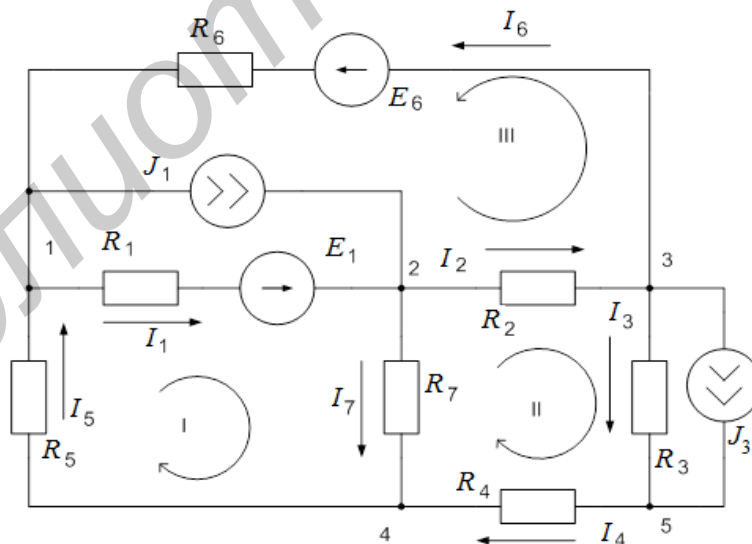 I₆
R₆
E₆
III
J₁
1
R₁
E₁
2
I₂
3
R₂
I₁
I₃
I₅
R₅
I
I₇
R₇
II
J₃
R₃
R₄
4
I₄
5